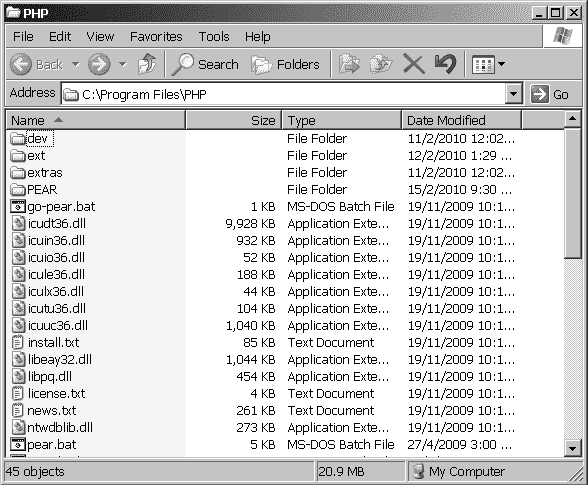 PHP
File Edit View Favorites Tools Help
Back Search Folders
Address C:\Program Files\PHP Go
Name Size Type Date Modified
dev File Folder 11/2/2010 12:02...
ext File Folder 12/2/2010 1:29 ...
extras File Folder 11/2/2010 12:02...
PEAR File Folder 15/2/2010 9:30 ...
go-pear.bat 1 KB MS-DOS Batch File 19/11/2009 10:1...
icudt36.dll 9,928 KB Application Exte... 19/11/2009 10:1...
icuin36.dll 932 KB Application Exte... 19/11/2009 10:1...
icuio36.dll 52 KB Application Exte... 19/11/2009 10:1...
icule36.dll 188 KB Application Exte... 19/11/2009 10:1...
iculx36.dll 44 KB Application Exte... 19/11/2009 10:1...
icutu36.dll 104 KB Application Exte... 19/11/2009 10:1...
icuuc36.dll 1,040 KB Application Exte... 19/11/2009 10:1...
install.txt 85 KB Text Document 19/11/2009 10:1...
libeay32.dll 1,044 KB Application Exte... 19/11/2009 10:1...
libpq.dll 454 KB Application Exte... 19/11/2009 10:1...
license.txt 4 KB Text Document 19/11/2009 10:1...
news.txt 261 KB Text Document 19/11/2009 10:1...
ntwdblib.dll 273 KB Application Exte... 19/11/2009 10:1...
pear.bat 5 KB MS-DOS Batch File 27/4/2009 3:00 ...
45 objects 20.9 MB My Computer